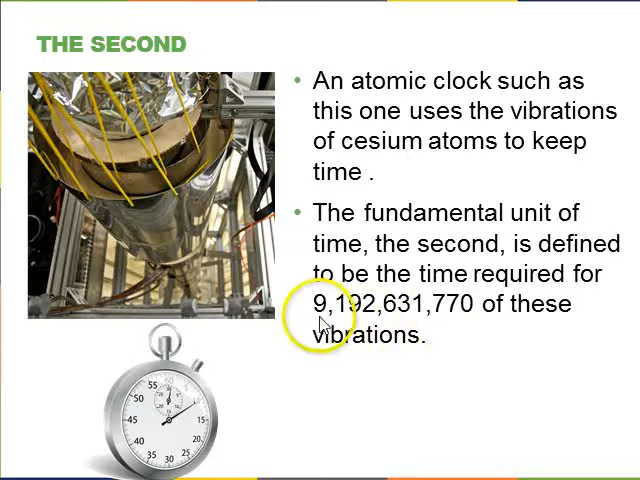 THE SECOND
• An atomic clock such as
this one uses the vibrations
of cesium atoms to keep
time .
• The fundamental unit of
time, the second, is defined
to be the time required for
9,192,631,770 of these
vibrations.
55
60
50
10
45
15
40
20
35
30
25